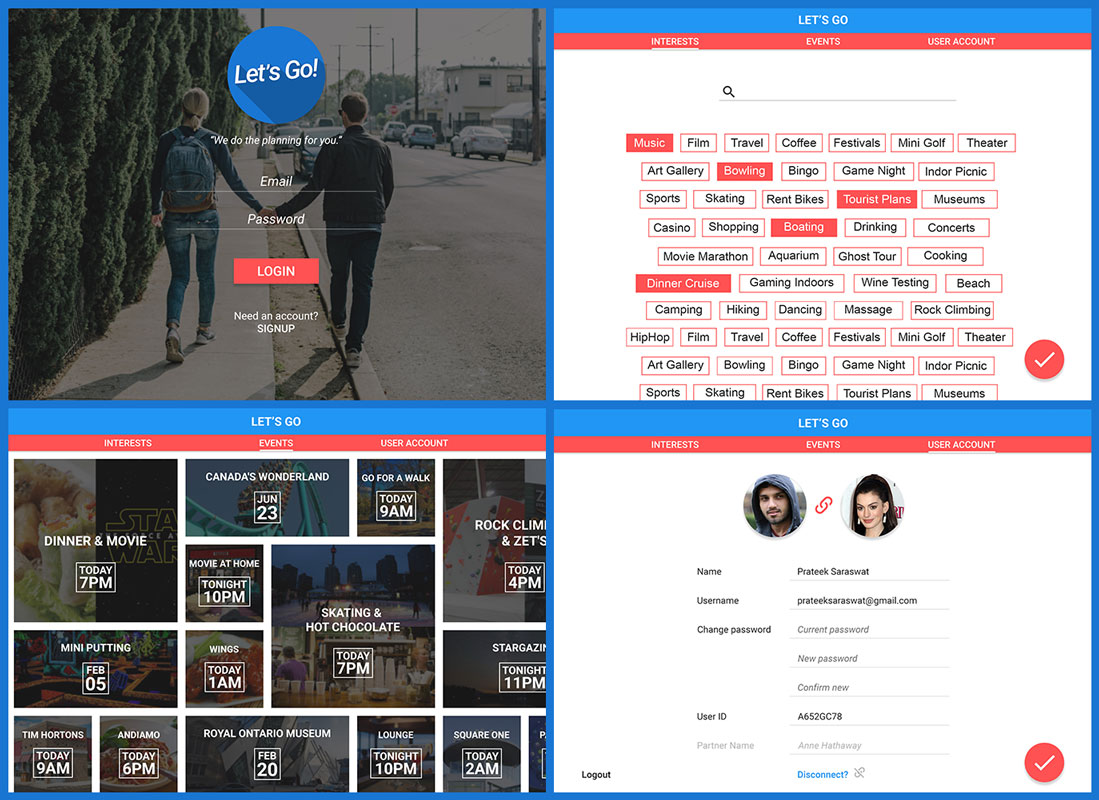 Let's Go!
"We do the planning for you."
Email
Password
LOGIN
Need an account?
SIGNUP
LET'S GO
INTERESTS EVENTS USER ACCOUNT
Music Film Travel Coffee Festivals Mini Golf Theater
Art Gallery Bowling Bingo Game Night Indor Picnic
Sports Skating Rent Bikes Tourist Plans Museums
Casino Shopping Boating Drinking Concerts
Movie Marathon Aquarium Ghost Tour Cooking
Dinner Cruise Gaming Indoors Wine Testing Beach
Camping Hiking Dancing Massage Rock Climbing
HipHop Film Travel Coffee Festivals Mini Golf Theater
Art Gallery Bowling Bingo Game Night Indor Picnic
Sports Skating Rent Bikes Tourist Plans Museums
LET'S GO
INTERESTS EVENTS USER ACCOUNT
STAR WARS
DINNER & MOVIE
TODAY
7PM
CANADA'S WONDERLAND
JUN
23
GO FOR A WALK
TODAY
9AM
ROCK CLIM
& ZET'S
TODAY
4PM
MOVIE AT HOME
TONIGHT
10PM
SKATING &
HOT CHOCOLATE
TODAY
7PM
MINI PUTTING
FEB
05
WINGS
TODAY
1AM
STARGAZIN
TONIGHT
11PM
TIM HORTONS
TODAY
9AM
ANDIAMO
TODAY
6PM
ROYAL ONTARIO MUSEUM
FEB
20
LOUNGE
TONIGHT
10PM
SQUARE ONE
TODAY
2AM
LET'S GO
INTERESTS EVENTS USER ACCOUNT
Name Prateek Saraswat
Username prateeksaraswat@gmail.com
Change password Current password
New password
Confirm new
User ID A652GC78
Partner Name Anne Hathaway
Logout Disconnect?